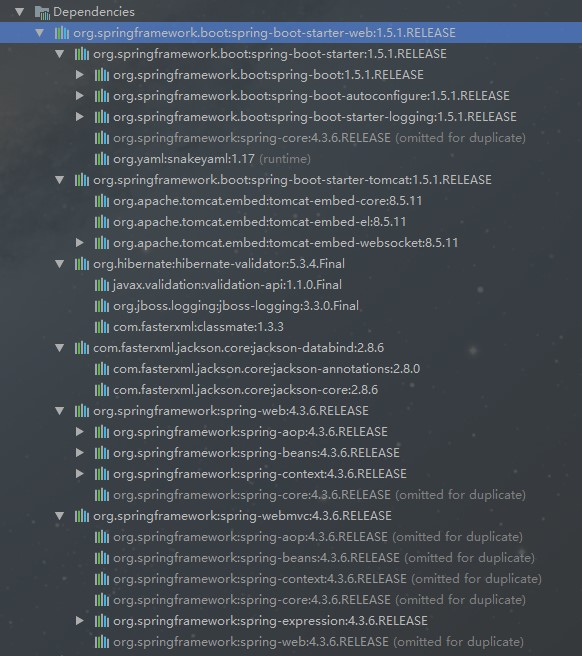 Dependencies
org.springframework.boot:spring-boot-starter-web:1.5.1.RELEASE
org.springframework.boot:spring-boot-starter:1.5.1.RELEASE
org.springframework.boot:spring-boot:1.5.1.RELEASE
org.springframework.boot:spring-boot-autoconfigure:1.5.1.RELEASE
org.springframework.boot:spring-boot-starter-logging:1.5.1.RELEASE
org.springframework:spring-core:4.3.6.RELEASE (omitted for duplicate)
org.yaml:snakeyaml:1.17 (runtime)
org.springframework.boot:spring-boot-starter-tomcat:1.5.1.RELEASE
org.apache.tomcat.embed:tomcat-embed-core:8.5.11
org.apache.tomcat.embed:tomcat-embed-el:8.5.11
org.apache.tomcat.embed:tomcat-embed-websocket:8.5.11
org.hibernate:hibernate-validator:5.3.4.Final
javax.validation:validation-api:1.1.0.Final
org.jboss.logging:jboss-logging:3.3.0.Final
com.fasterxml:classmate:1.3.3
com.fasterxml.jackson.core:jackson-databind:2.8.6
com.fasterxml.jackson.core:jackson-annotations:2.8.0
com.fasterxml.jackson.core:jackson-core:2.8.6
org.springframework:spring-web:4.3.6.RELEASE
org.springframework:spring-aop:4.3.6.RELEASE
org.springframework:spring-beans:4.3.6.RELEASE
org.springframework:spring-context:4.3.6.RELEASE
org.springframework:spring-core:4.3.6.RELEASE (omitted for duplicate)
org.springframework:spring-webmvc:4.3.6.RELEASE
org.springframework:spring-aop:4.3.6.RELEASE (omitted for duplicate)
org.springframework:spring-beans:4.3.6.RELEASE (omitted for duplicate)
org.springframework:spring-context:4.3.6.RELEASE (omitted for duplicate)
org.springframework:spring-core:4.3.6.RELEASE (omitted for duplicate)
org.springframework:spring-expression:4.3.6.RELEASE
org.springframework:spring-web:4.3.6.RELEASE (omitted for duplicate)